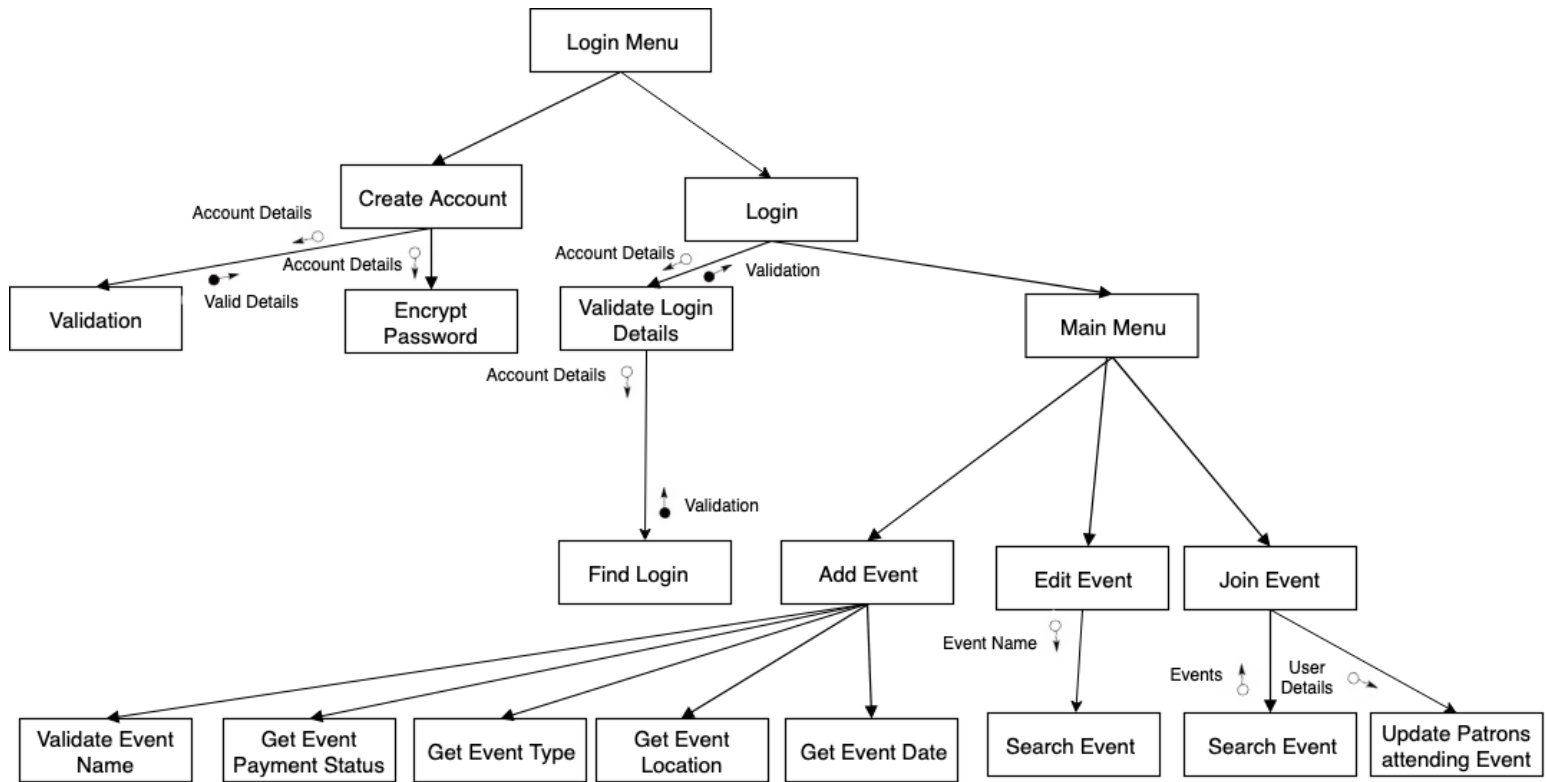 Login Menu
Create Account
Login
Account Details
Account Details
Valid Details
Account Details
Validation
Validation
Encrypt
Password
Validate Login
Details
Main Menu
Account Details
Validation
Find Login
Add Event
Edit Event
Join Event
Event Name
Events
User
Details
Validate Event
Name
Get Event
Payment Status
Get Event Type
Get Event
Location
Get Event Date
Search Event
Search Event
Update Patrons
attending Event